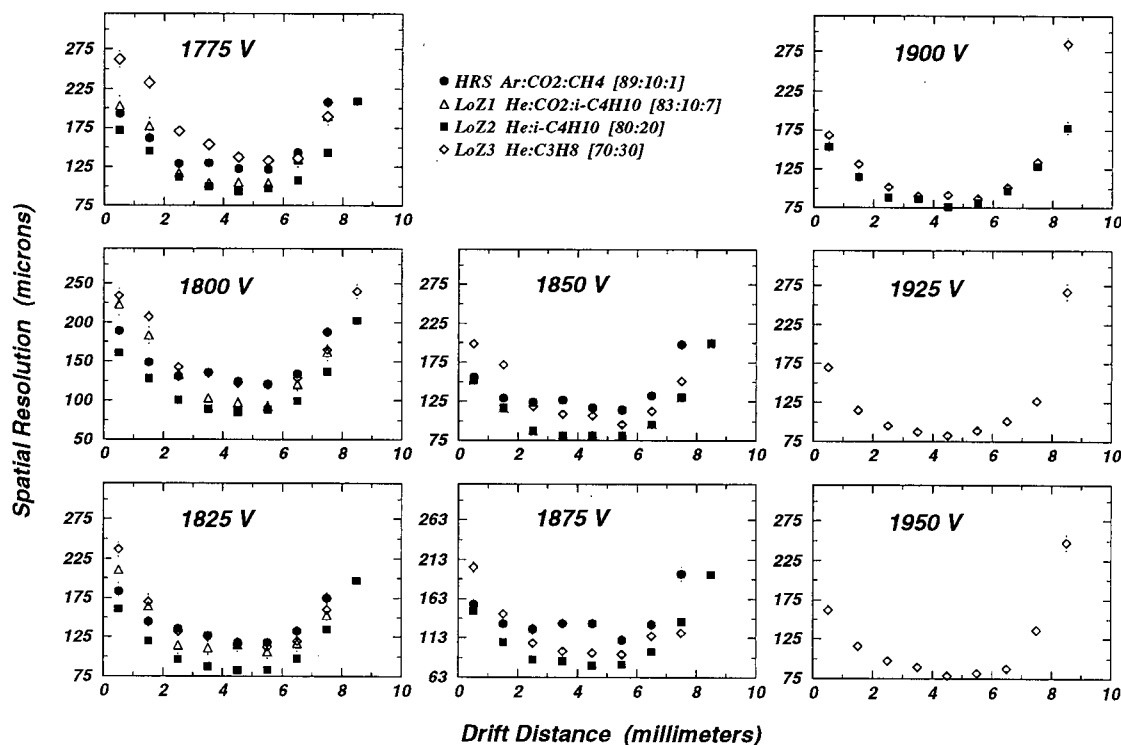 1775 V
275
225
175
125
75
0 2 4 6 8 10
HRS Ar:CO2:CH4 [89:10:1]
LoZ1 He:CO2:i-C4H10 [83:10:7]
LoZ2 He:i-C4H10 [80:20]
LoZ3 He:C3H8 [70:30]
1900 V
275
225
175
125
75
0 2 4 6 8 10
Spatial Resolution (microns)
1800 V
250
200
150
100
50
0 2 4 6 8 10
1850 V
275
225
175
125
75
0 2 4 6 8 10
1925 V
275
225
175
125
75
0 2 4 6 8 10
1825 V
275
225
175
125
75
0 2 4 6 8 10
1875 V
263
213
163
113
63
0 2 4 6 8 10
1950 V
275
225
175
125
75
0 2 4 6 8 10
Drift Distance (millimeters)